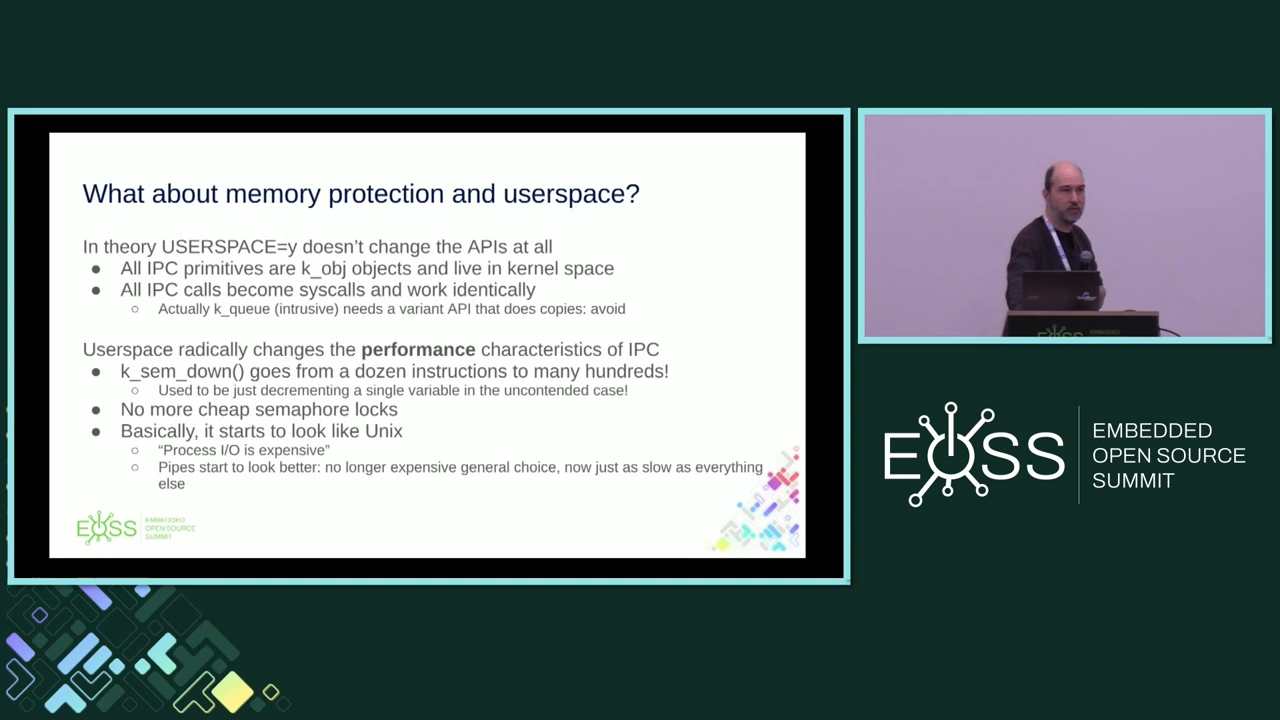 What about memory protection and userspace?
In theory USERSPACE=y doesn't change the APIs at all
● All IPC primitives are k_obj objects and live in kernel space
● All IPC calls become syscalls and work identically
○ Actually k_queue (intrusive) needs a variant API that does copies: avoid
Userspace radically changes the performance characteristics of IPC
● k_sem_down() goes from a dozen instructions to many hundreds!
○ Used to be just decrementing a single variable in the uncontended case!
● No more cheap semaphore locks
● Basically, it starts to look like Unix
○ “Process I/O is expensive”
○ Pipes start to look better: no longer expensive general choice, now just as slow as everything
else
EOSS
EMBEDDED
OPEN SOURCE
SUMMIT
EOSS
EMBEDDED
OPEN SOURCE
SUMMIT